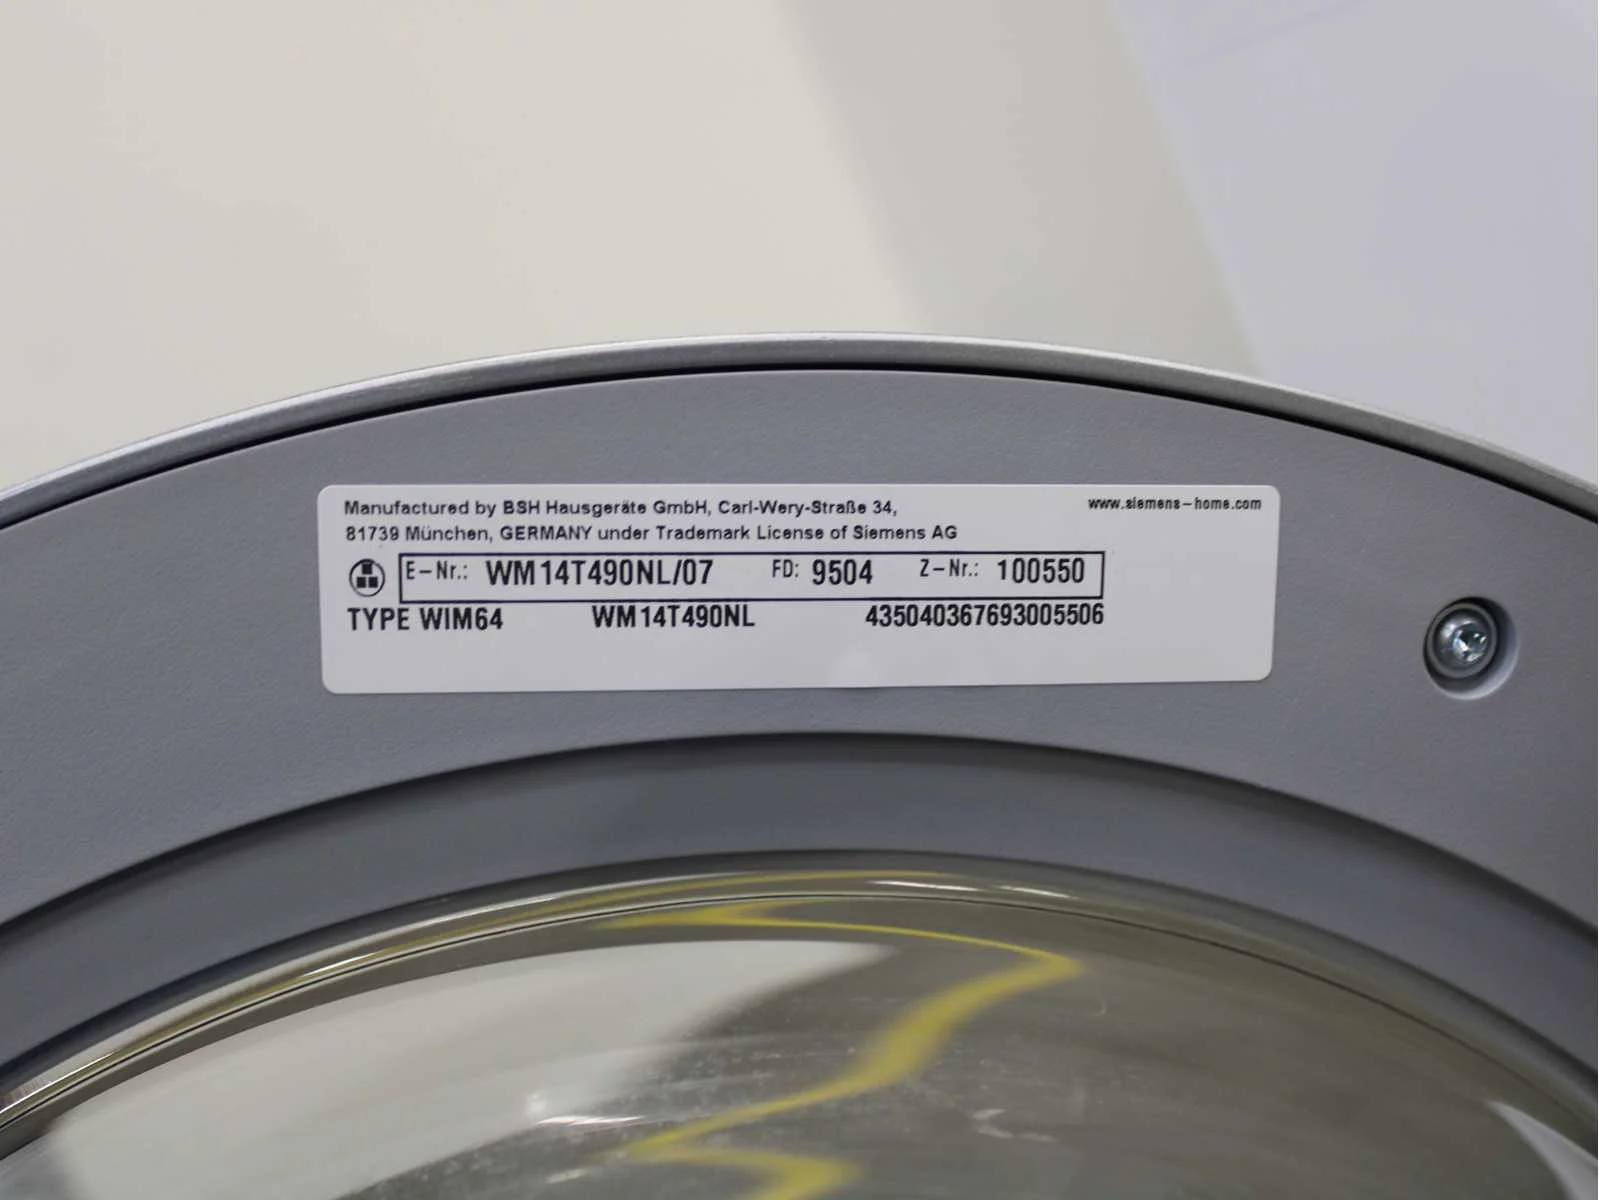 Manufactured by BSH Hausgeräte GmbH, Carl-Wery-Straße 34,
www.siemens-home.com
81739 München, GERMANY under Trademark License of Siemens AG
E-Nr.: WM14T490NL/07 FD: 9504 Z-Nr.: 100550
TYPE WIM64 WM14T490NL 435040367693005506